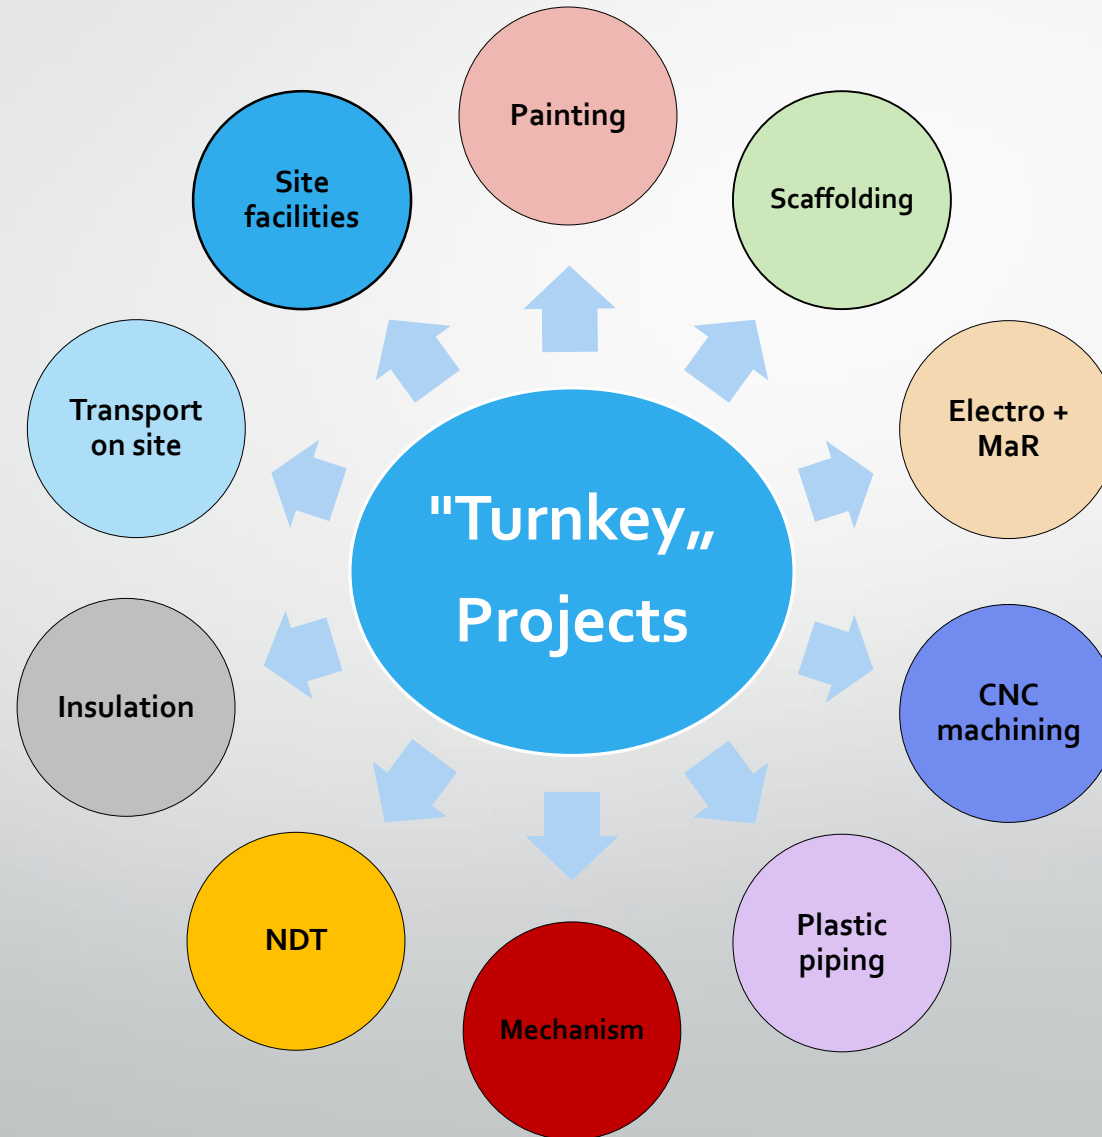 Painting
Site
facilities
Scaffolding
Transport
on site
Electro +
MaR
"Turnkey„
Projects
Insulation
CNC
machining
NDT
Plastic
piping
Mechanism